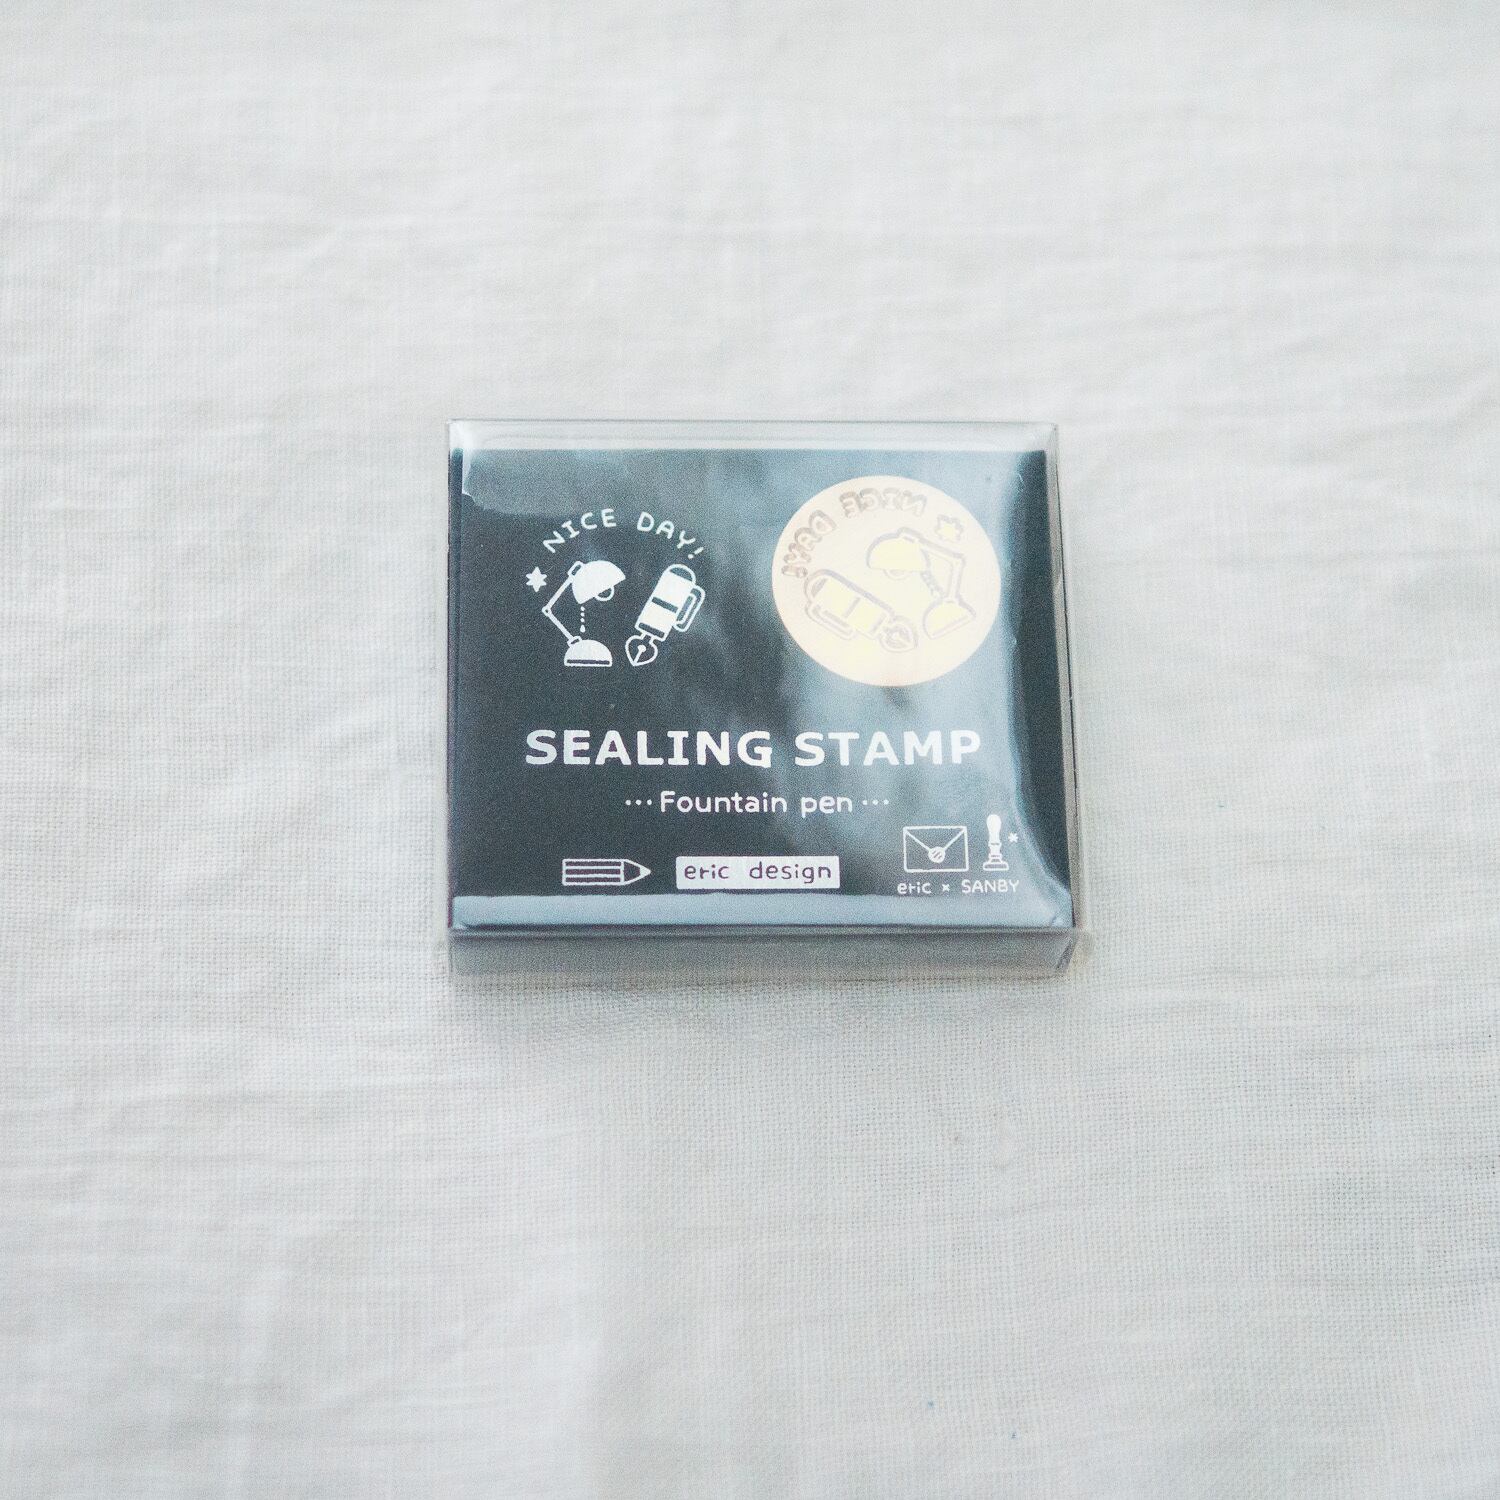 NICE DAY!
NICE DAY!
SEALING STAMP
···Fountain pen···
eric design
eric × SANBY